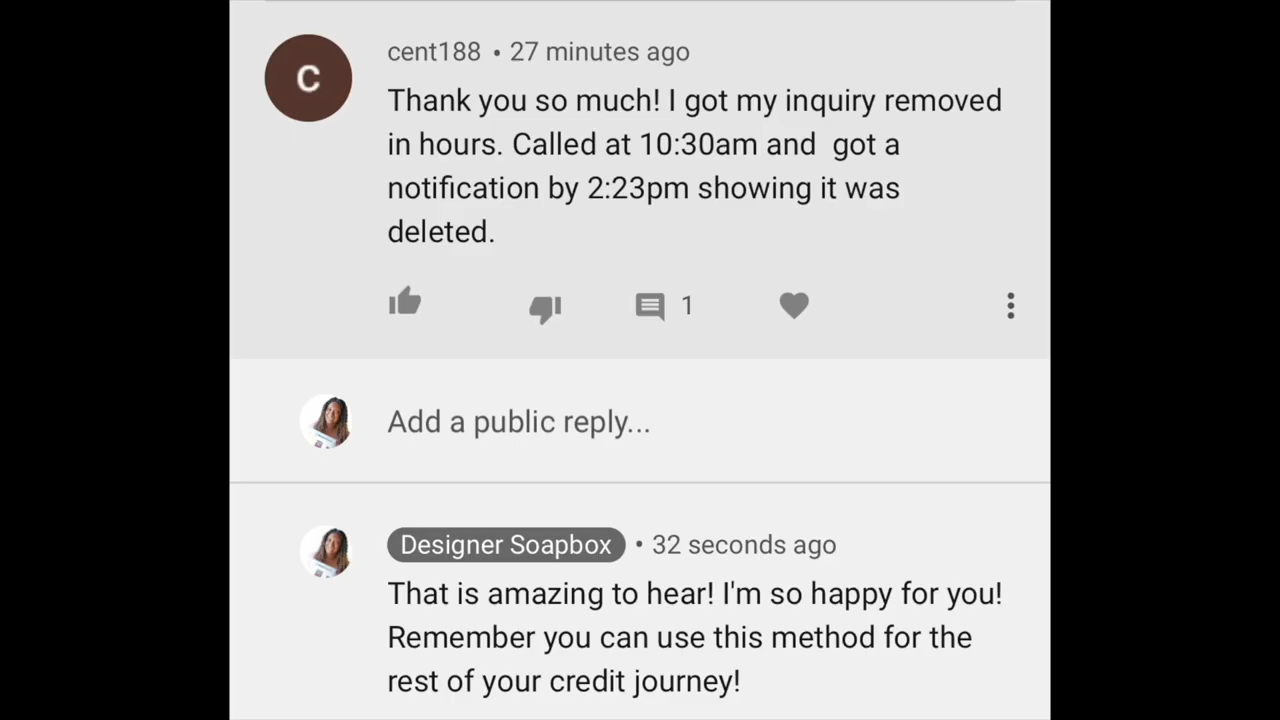 C
cent188 • 27 minutes ago
Thank you so much! I got my inquiry removed
in hours. Called at 10:30am and  got a
notification by 2:23pm showing it was
deleted.
1
Add a public reply...
Designer Soapbox • 32 seconds ago
That is amazing to hear! I'm so happy for you!
Remember you can use this method for the
rest of your credit journey!